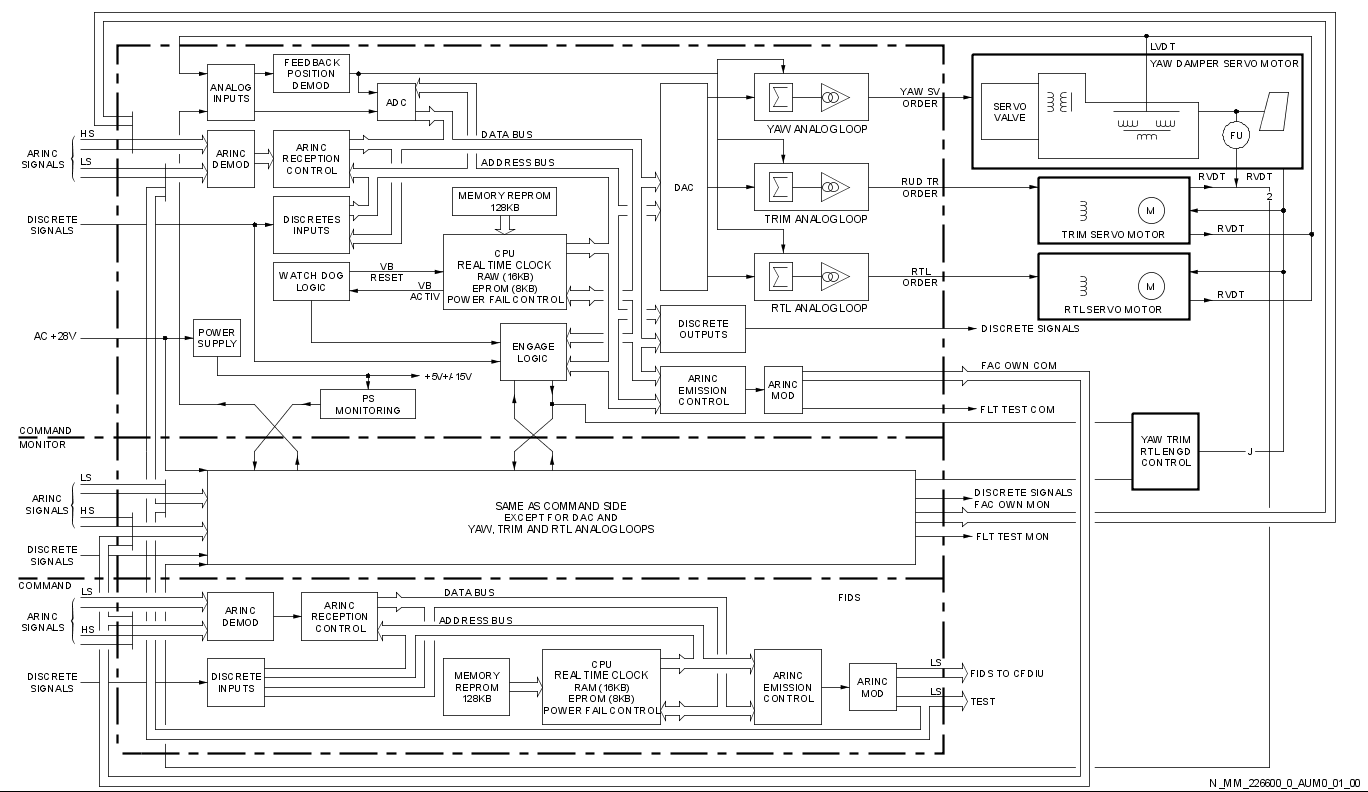 LVDT
YAW DAMPER SERVO MOTOR
FEEDBACK
POSITION
DEMOD
ANALOG
INPUTS
ADC
YAW SV
ORDER
SERVO
VALVE
FU
YAW ANALOG LOOP
HS
ARINC
SIGNALS
LS
ARINC
DEMOD
ARINC
RECEPTION
CONTROL
DATA BUS
ADDRESS BUS
DAC
RUD TR
ORDER
RVDT
RVDT
2
MEMORY REPROM
128KB
TRIM ANALOG LOOP
M
TRIM SERVO MOTOR
RVDT
DISCRETE
SIGNALS
DISCRETES
INPUTS
CPU
REAL TIME CLOCK
RAW (16KB)
EPROM (8KB)
POWER FAIL CONTROL
WATCH DOG
LOGIC
VB
RESET
VB
ACTIV
RTL
ORDER
RTL ANALOG LOOP
M
RTL SERVO MOTOR
RVDT
AC +28V
POWER
SUPPLY
ENGAGE
LOGIC
DISCRETE
OUTPUTS
DISCRETE SIGNALS
+5V+/-15V
PS
MONITORING
ARINC
EMISSION
CONTROL
ARINC
MOD
FAC OWN COM
FLT TEST COM
COMMAND
MONITOR
YAW TRIM
RTL ENGD
CONTROL
J
LS
ARINC
SIGNALS
HS
DISCRETE
SIGNALS
SAME AS COMMAND SIDE
EXCEPT FOR DAC AND
YAW, TRIM AND RTL ANALOG LOOPS
DISCRETE SIGNALS
FAC OWN MON
FLT TEST MON
COMMAND
LS
ARINC
SIGNALS
HS
ARINC
DEMOD
ARINC
RECEPTION
CONTROL
DATA BUS
ADDRESS BUS
FIDS
DISCRETE
SIGNALS
DISCRETE
INPUTS
MEMORY
REPROM
128KB
CPU
REAL TIME CLOCK
RAM (16KB)
EPROM (8KB)
POWER FAIL CONTROL
ARINC
EMISSION
CONTROL
ARINC
MOD
LS
FIDS TO CFDIU
LS
TEST
N_MM_226600_0_AUM0_01_00